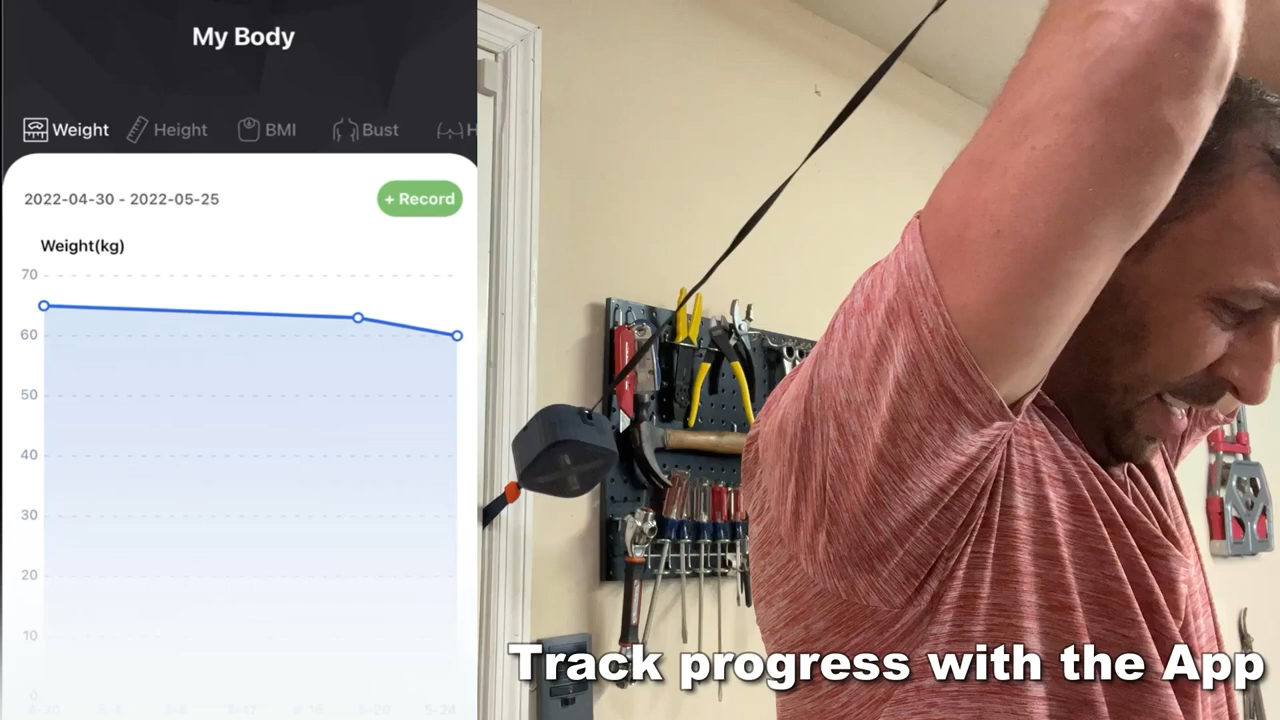 My Body
Weight
Height
BMI
Bust
H
2022-04-30 - 2022-05-25
+ Record
Weight(kg)
70
60
50
40
30
20
10
0
Track progress with the App